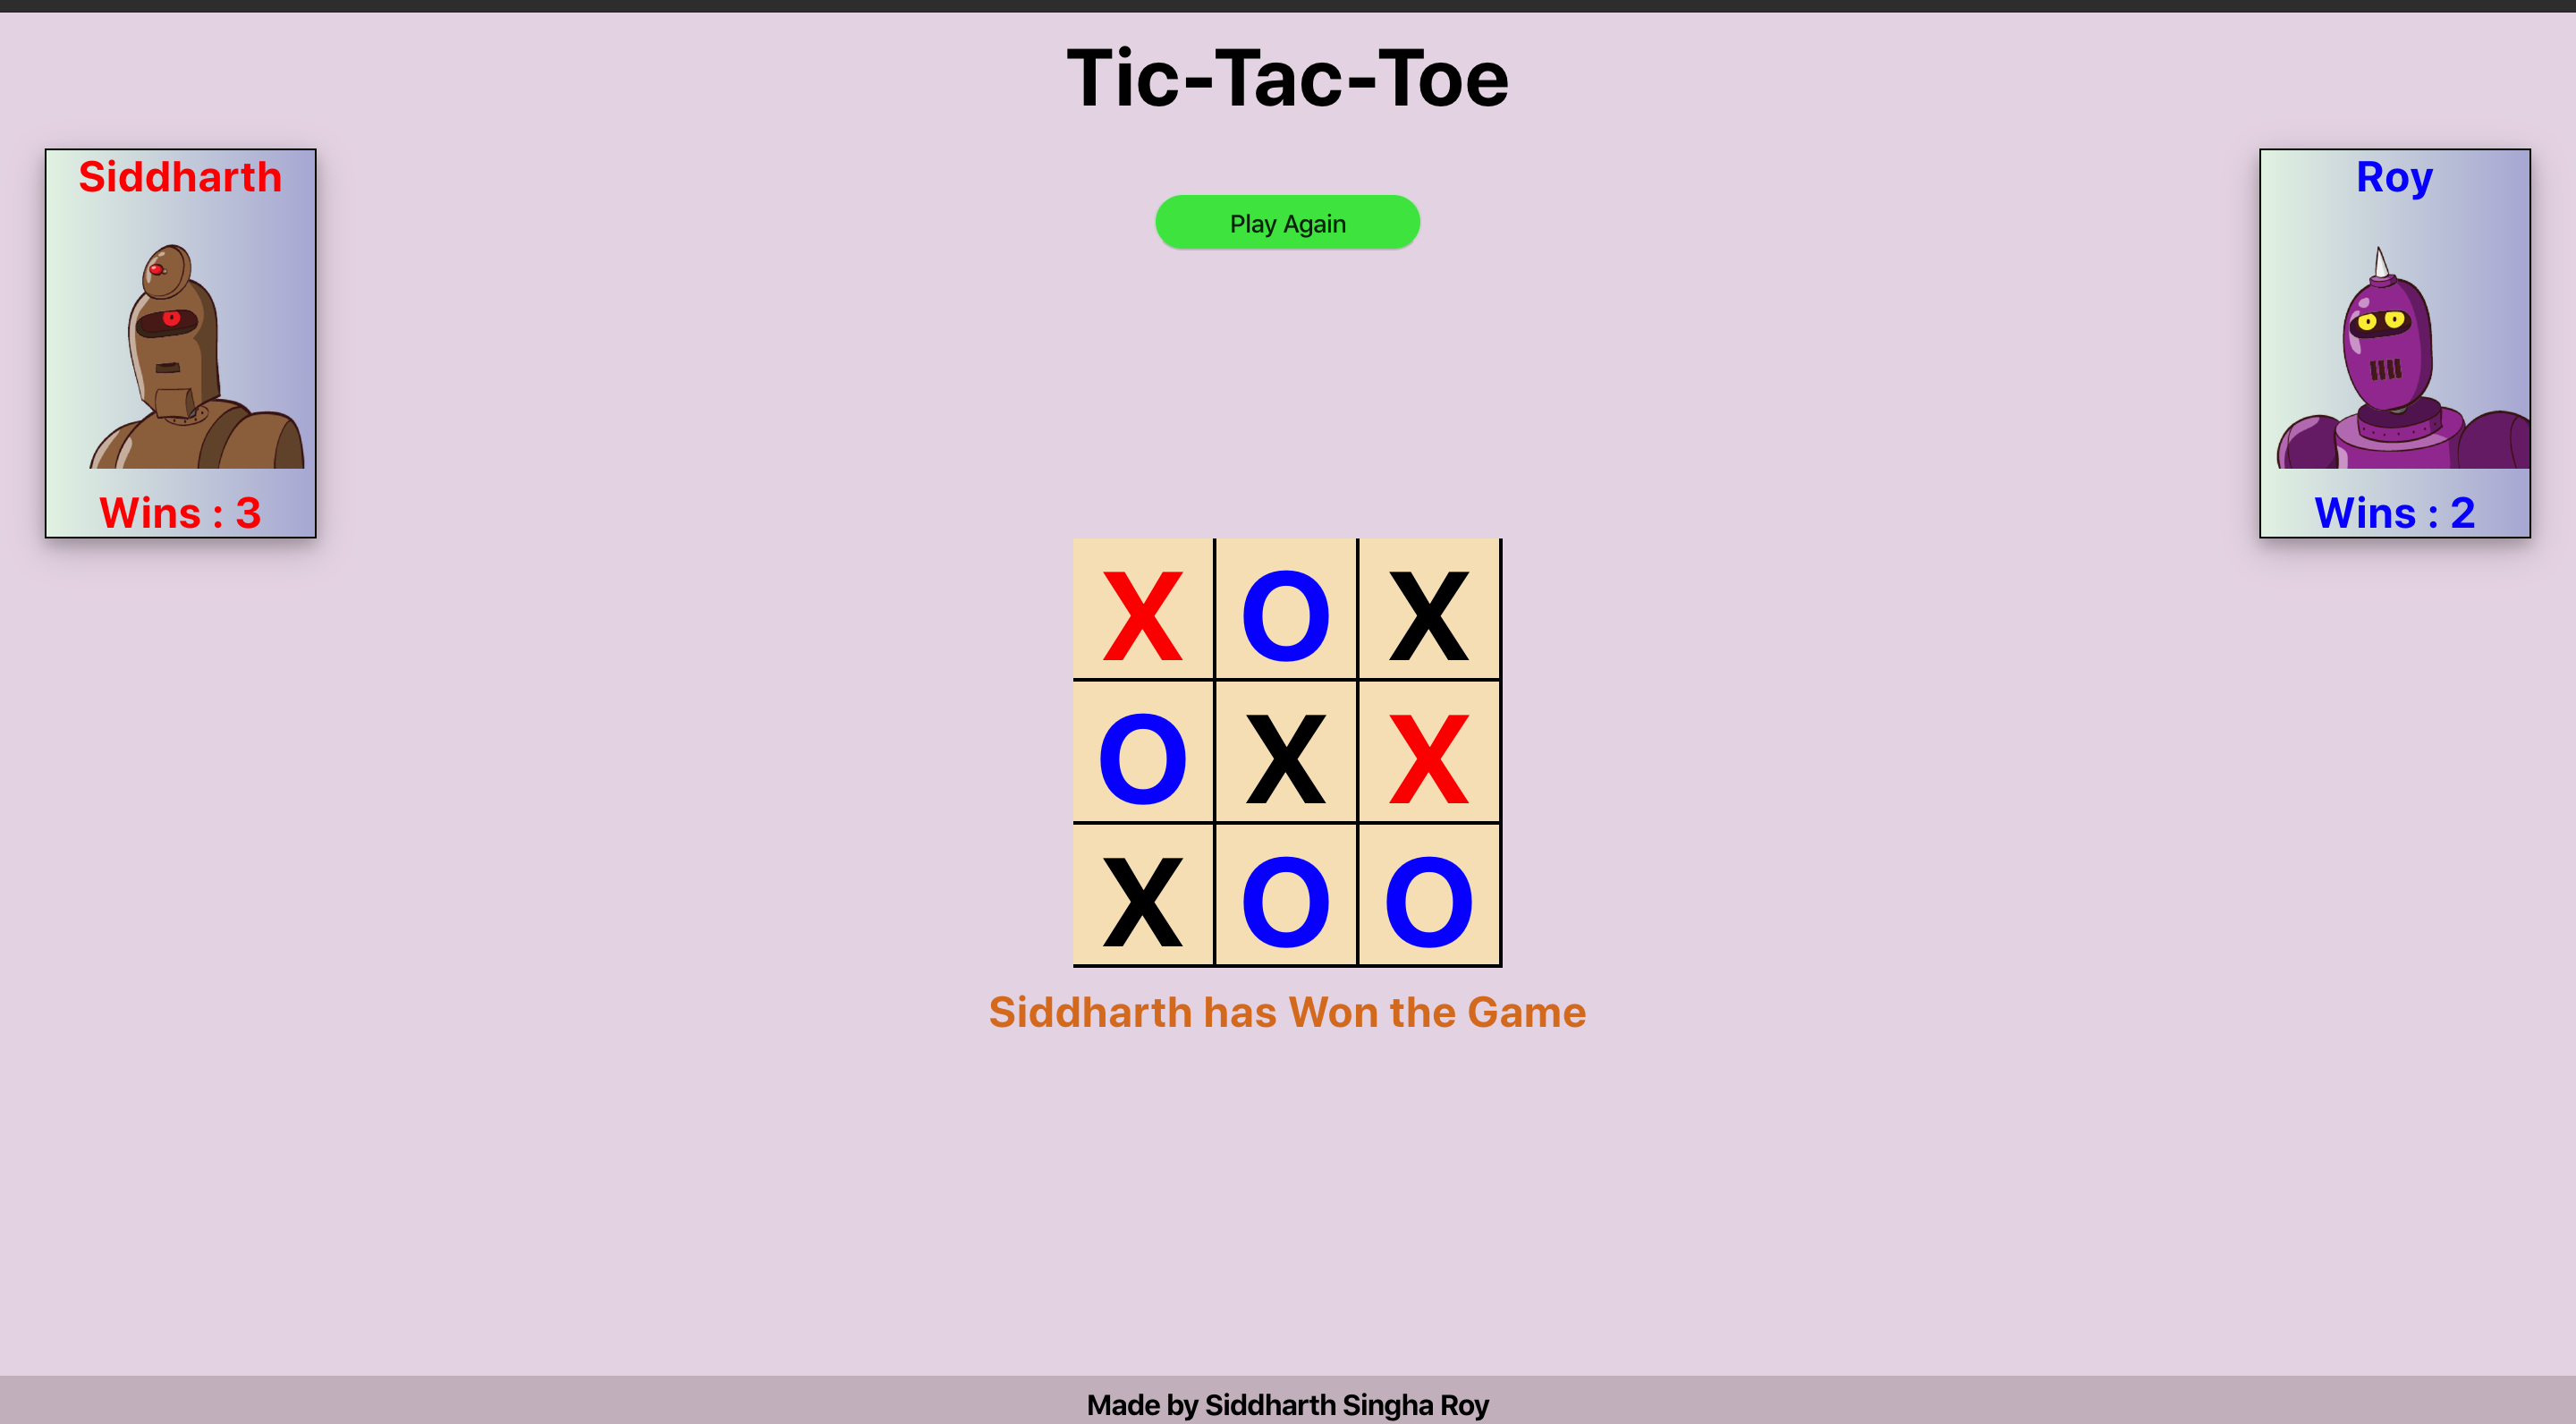 Tic-Tac-Toe
Siddharth
Roy
Play Again
Wins : 3
Wins : 2
X O X
O X X
X O O
Siddharth has Won the Game
Made by Siddharth Singha Roy